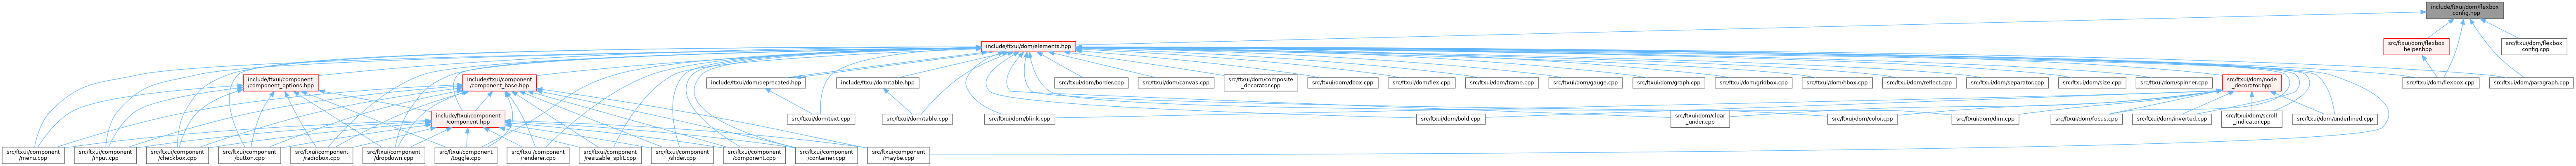 include/ftxui/dom/flexbox
_config.hpp
include/ftxui/dom/elements.hpp
src/ftxui/dom/flexbox
_helper.hpp
src/ftxui/dom/flexbox
_config.cpp
include/ftxui/component
/component_options.hpp
include/ftxui/component
/component_base.hpp
include/ftxui/dom/deprecated.hpp
include/ftxui/dom/table.hpp
src/ftxui/dom/border.cpp
src/ftxui/dom/canvas.cpp
src/ftxui/dom/composite
_decorator.cpp
src/ftxui/dom/dbox.cpp
src/ftxui/dom/flex.cpp
src/ftxui/dom/frame.cpp
src/ftxui/dom/gauge.cpp
src/ftxui/dom/graph.cpp
src/ftxui/dom/gridbox.cpp
src/ftxui/dom/hbox.cpp
src/ftxui/dom/reflect.cpp
src/ftxui/dom/separator.cpp
src/ftxui/dom/size.cpp
src/ftxui/dom/spinner.cpp
src/ftxui/dom/node
_decorator.hpp
src/ftxui/dom/flexbox.cpp
src/ftxui/dom/paragraph.cpp
include/ftxui/component
/component.hpp
src/ftxui/dom/text.cpp
src/ftxui/dom/table.cpp
src/ftxui/dom/blink.cpp
src/ftxui/dom/bold.cpp
src/ftxui/dom/clear
_under.cpp
src/ftxui/dom/color.cpp
src/ftxui/dom/dim.cpp
src/ftxui/dom/focus.cpp
src/ftxui/dom/inverted.cpp
src/ftxui/dom/scroll
_indicator.cpp
src/ftxui/dom/underlined.cpp
src/ftxui/component
/menu.cpp
src/ftxui/component
/input.cpp
src/ftxui/component
/checkbox.cpp
src/ftxui/component
/button.cpp
src/ftxui/component
/radiobox.cpp
src/ftxui/component
/dropdown.cpp
src/ftxui/component
/toggle.cpp
src/ftxui/component
/renderer.cpp
src/ftxui/component
/resizable_split.cpp
src/ftxui/component
/slider.cpp
src/ftxui/component
/component.cpp
src/ftxui/component
/container.cpp
src/ftxui/component
/maybe.cpp